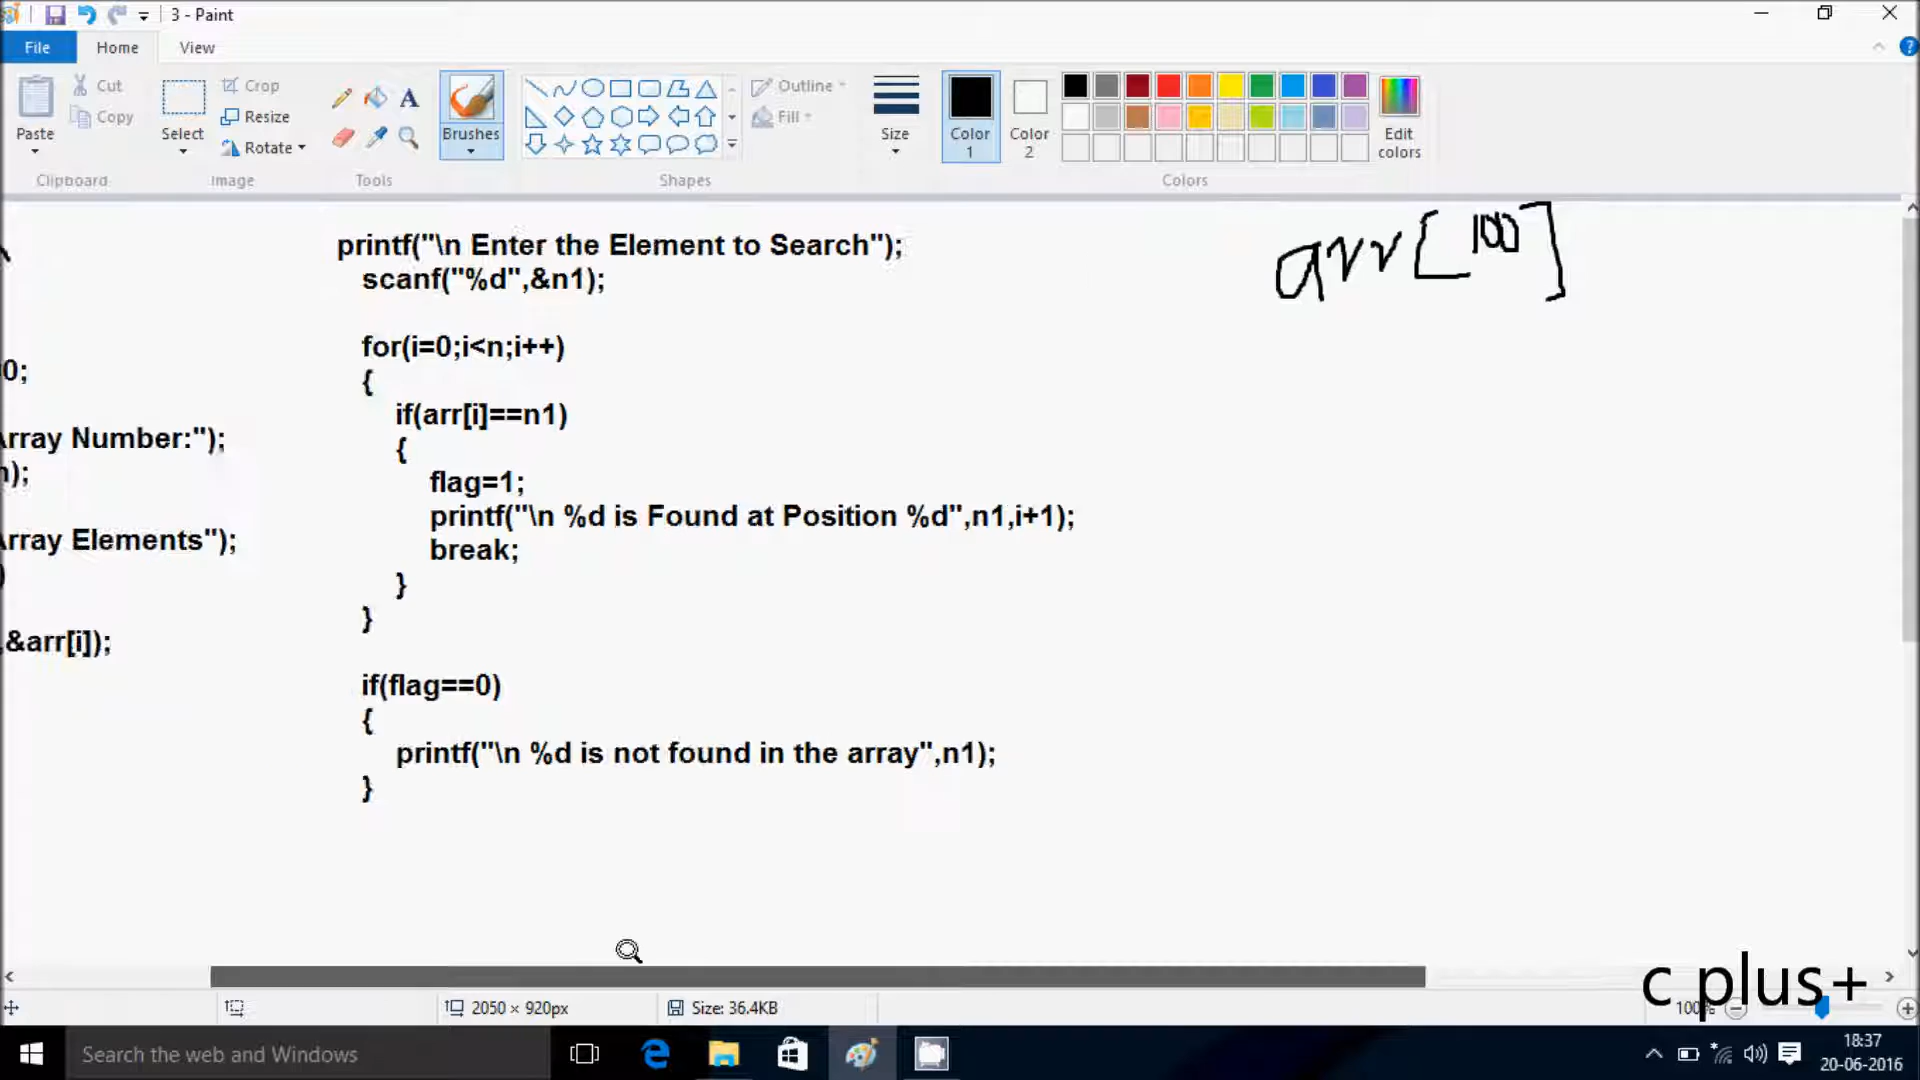 3 - Paint
File Home View
Paste
Cut
Copy
Clipboard
Select
Crop
Resize
Rotate
Image
Tools
Brushes
Shapes
Outline
Fill
Size
Color 1
Color 2
Colors
Edit colors
0;
Array Number:");
);
Array Elements");
)
,&arr[i]);
printf("\n Enter the Element to Search");
scanf("%d",&n1);
for(i=0;i<n;i++)
{
if(arr[i]==n1)
{
flag=1;
printf("\n %d is Found at Position %d",n1,i+1);
break;
}
}
if(flag==0)
{
printf("\n %d is not found in the array",n1);
}
arr[100]
c plus+
2050 × 920px
Size: 36.4KB
100%
Search the web and Windows
18:37
20-06-2016